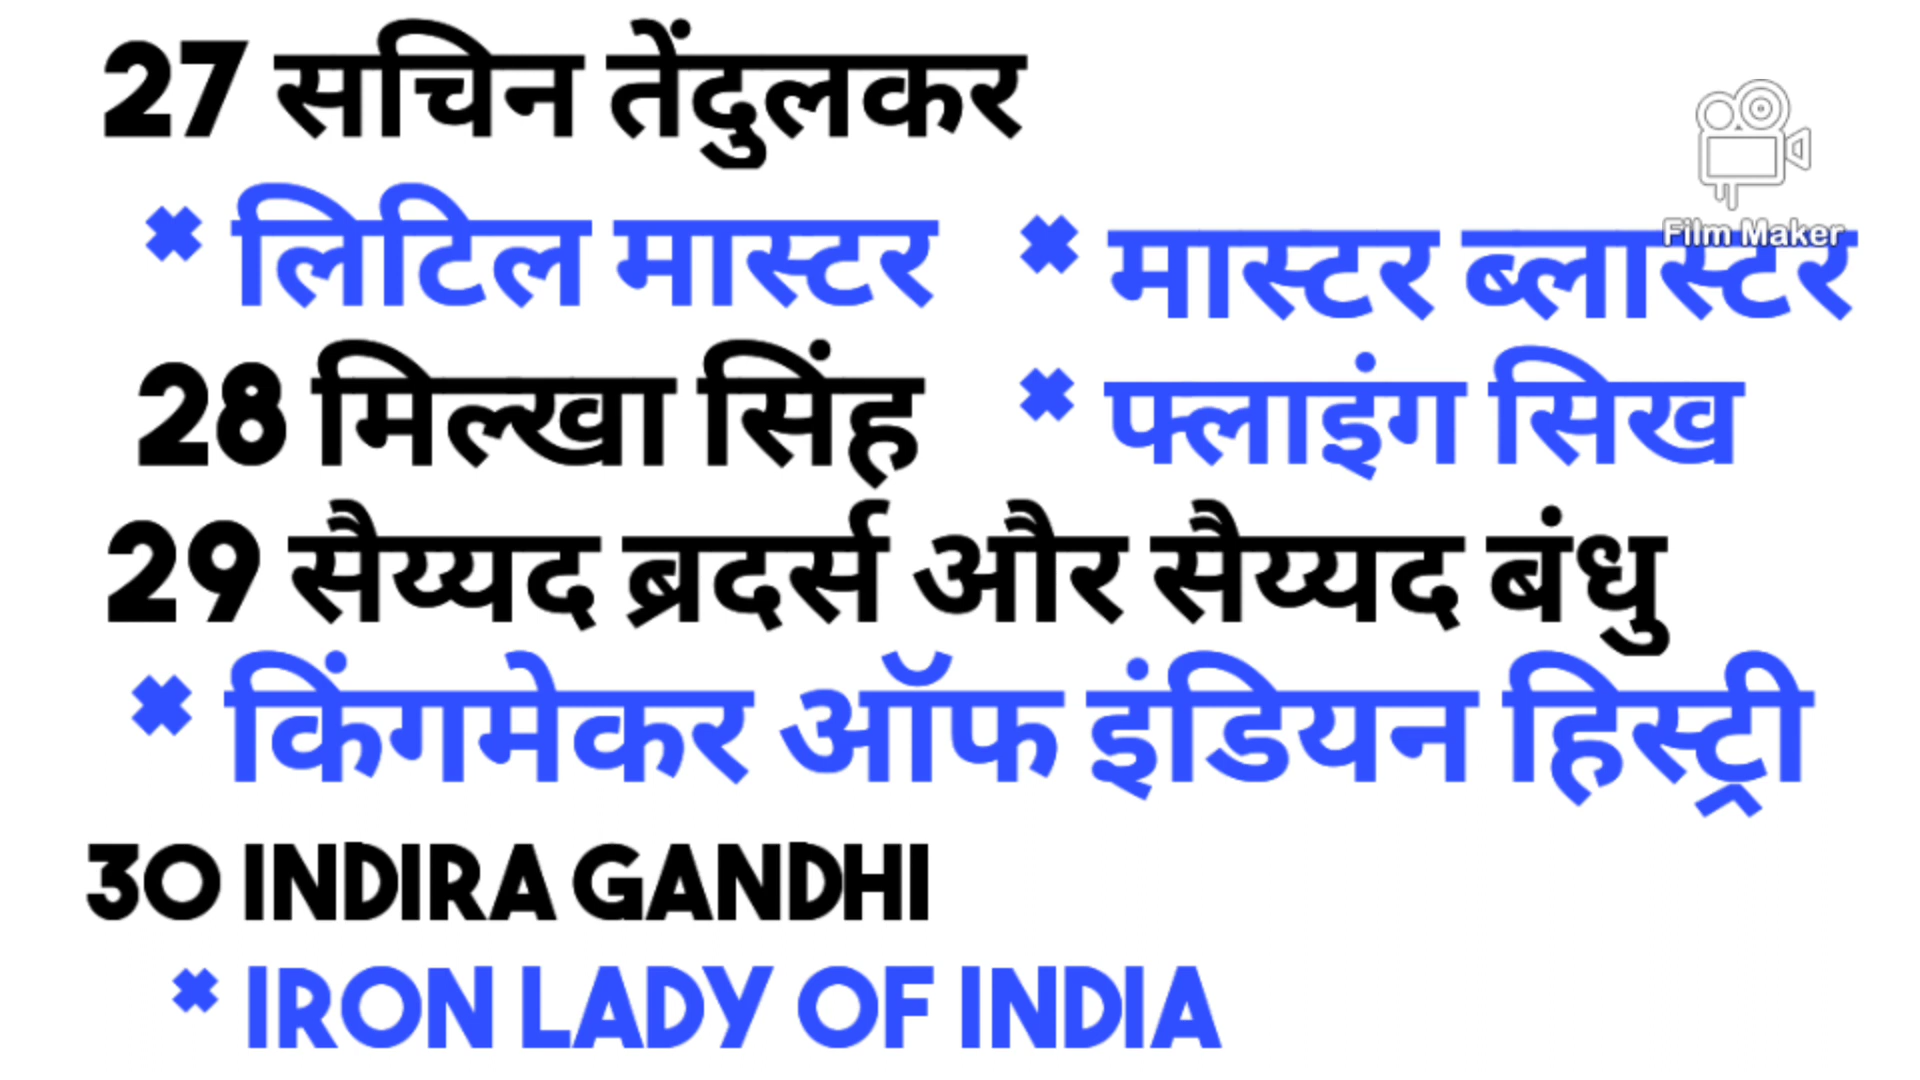 27 सचिन तेंदुलकर
Film Maker
* लिटिल मास्टर * मास्टर ब्लास्टर
28 मिल्खा सिंह * फ्लाइंग सिख
29 सैय्यद ब्रदर्स और सैय्यद बंधु
* किंगमेकर ऑफ इंडियन हिस्ट्री
30 INDIRA GANDHI
* IRON LADY OF INDIA